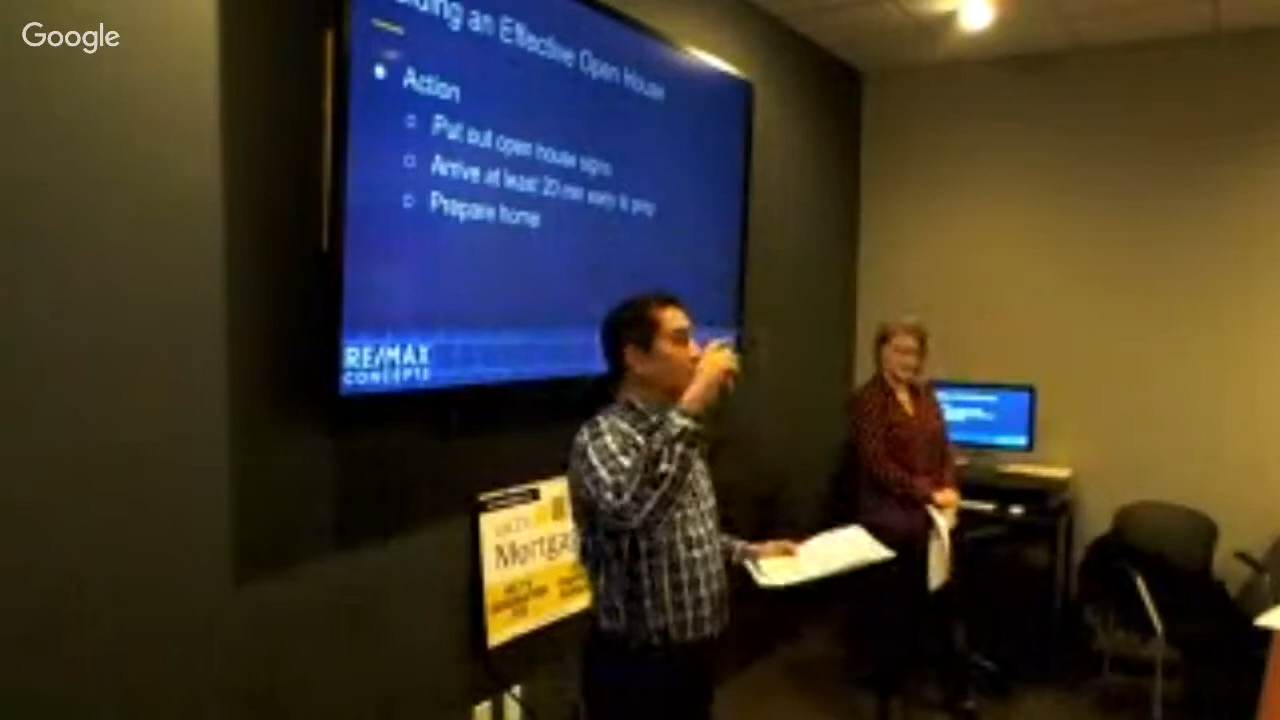 Google
ding an Effective Open House
Action
Put out open house signs
Arrive at least 20 min early to prep
Prepare home
RE/MAX
CONCEPTS
Mortga